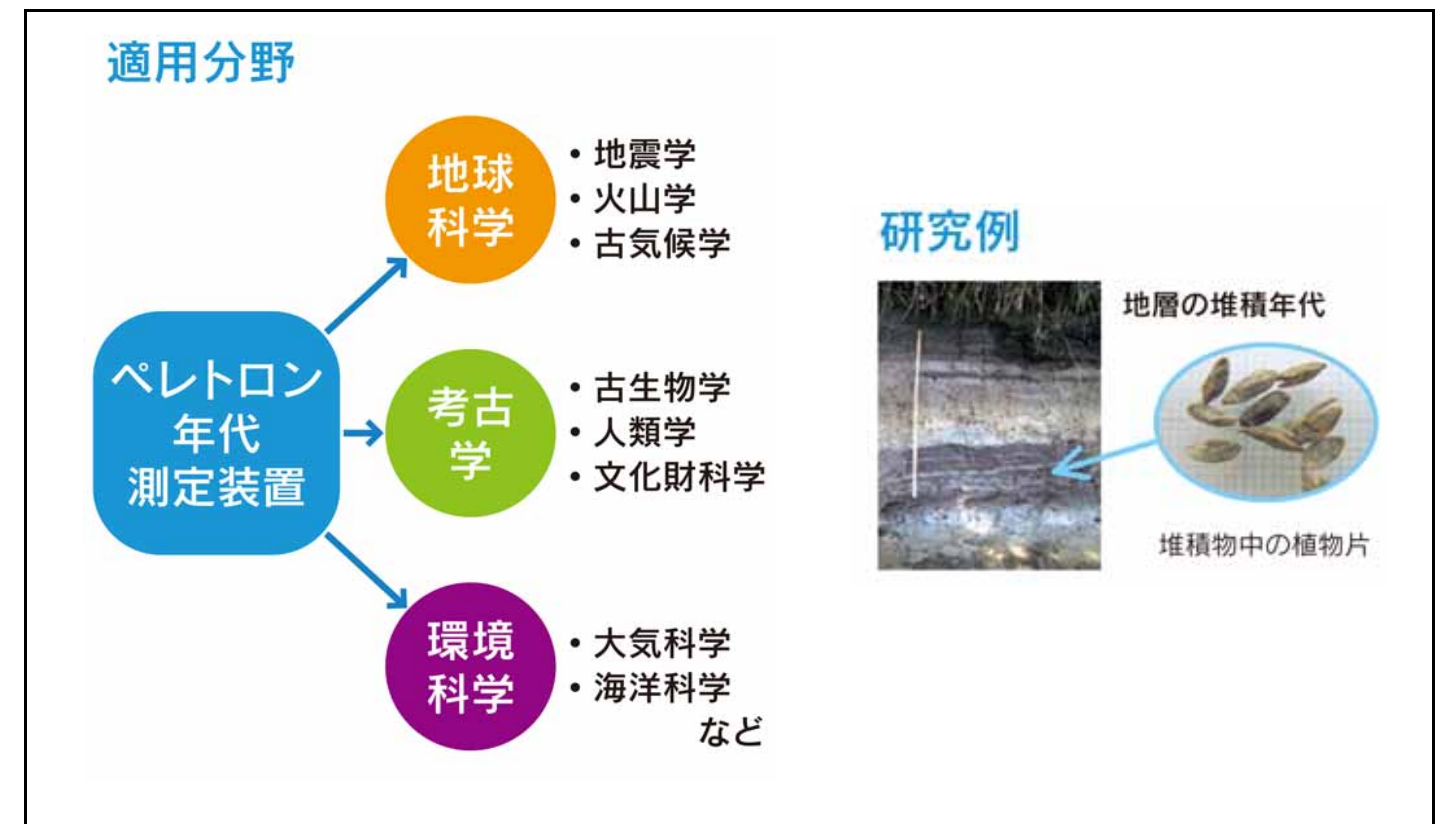 適用分野
ペレトロン
年代
測定装置
地球
科学
・地震学
・火山学
・古気候学
考古
学
・古生物学
・人類学
・文化財科学
環境
科学
・大気科学
・海洋科学
など
研究例
地層の堆積年代
堆積物中の植物片